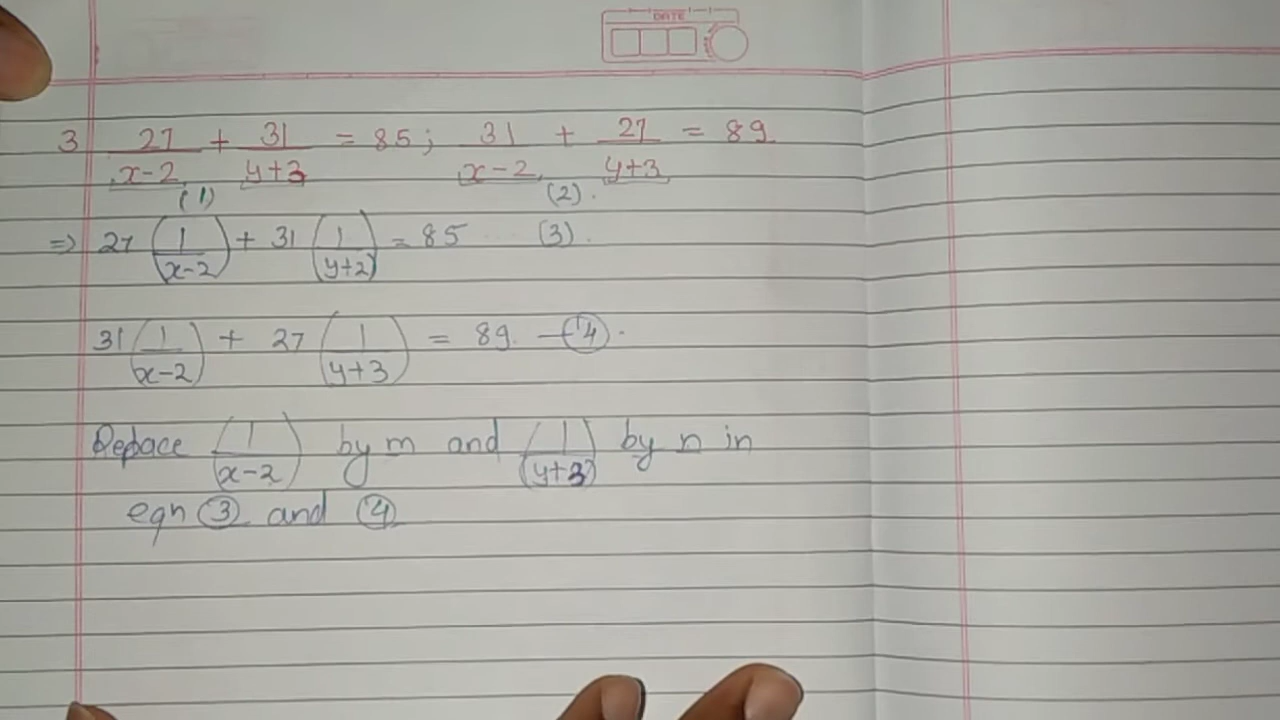 DATE
3 27/x-2 + 31/y+3 = 85; 31/x-2 + 27/y+3 = 89
(1) (2).
=> 27 (1/x-2) + 31 (1/y+2) = 85 (3).
31 (1/x-2) + 27 (1/y+3) = 89. — (4).
Replace (1/x-2) by m and (1/y+3) by n in
eqn (3) and (4)